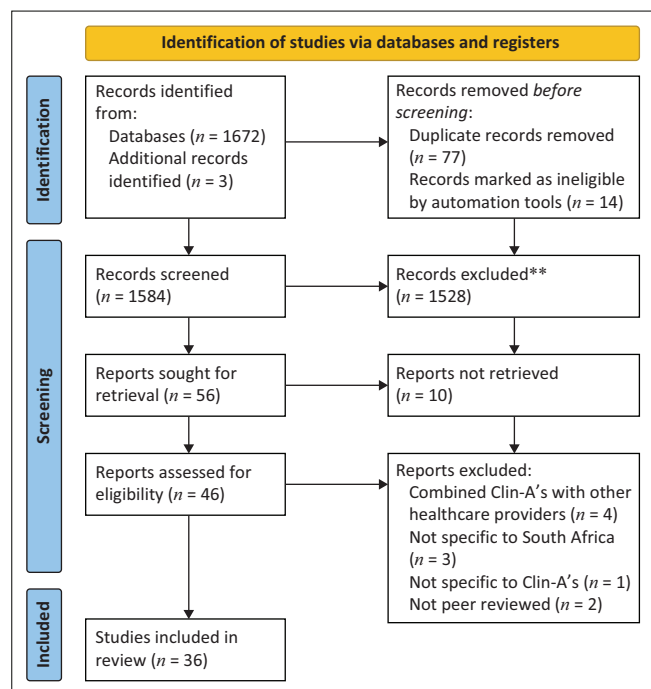 Identification of studies via databases and registers
Identification
Records identified
from:
Databases (n = 1672)
Additional records
identified (n = 3)
Records removed before
screening:
Duplicate records removed
(n = 77)
Records marked as ineligible
by automation tools (n = 14)
Screening
Records screened
(n = 1584)
Records excluded**
(n = 1528)
Reports sought for
retrieval (n = 56)
Reports not retrieved
(n = 10)
Reports assessed for
eligibility (n = 46)
Reports excluded:
Combined Clin-A's with other
healthcare providers (n = 4)
Not specific to South Africa
(n = 3)
Not specific to Clin-A's (n = 1)
Not peer reviewed (n = 2)
Included
Studies included in
review (n = 36)